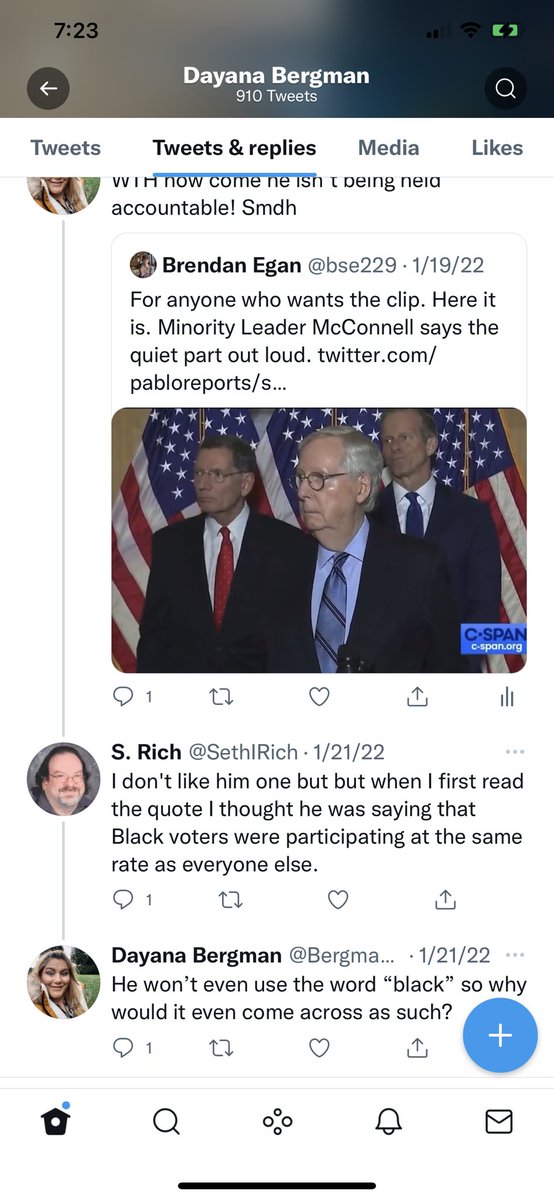 7:23
Dayana Bergman
910 Tweets
Tweets
Tweets & replies
Media
Likes
WTH how come he isn't being held
accountable! Smdh
Brendan Egan @bse229 · 1/19/22
For anyone who wants the clip. Here it
is. Minority Leader McConnell says the
quiet part out loud. twitter.com/
pabloreports/s...
C-SPAN
c-span.org
1
S. Rich @SethIRich · 1/21/22
I don't like him one but but when I first read
the quote I thought he was saying that
Black voters were participating at the same
rate as everyone else.
1
Dayana Bergman @Bergma... · 1/21/22
He won't even use the word “black” so why
would it even come across as such?
1